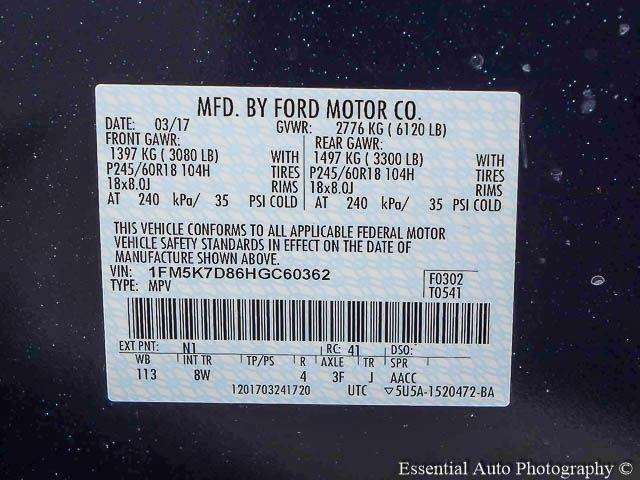 MFD. BY FORD MOTOR CO.
DATE: 03/17 GVWR: 2776 KG ( 6120 LB)
FRONT GAWR: REAR GAWR:
1397 KG ( 3080 LB) WITH 1497 KG ( 3300 LB) WITH
P245/60R18 104H TIRES P245/60R18 104H TIRES
18x8.0J RIMS 18x8.0J RIMS
AT 240 kPa/ 35 PSI COLD AT 240 kPa/ 35 PSI COLD
THIS VEHICLE CONFORMS TO ALL APPLICABLE FEDERAL MOTOR
VEHICLE SAFETY STANDARDS IN EFFECT ON THE DATE OF
MANUFACTURE SHOWN ABOVE.
VIN: 1FM5K7D86HGC60362 F0302
TYPE: MPV T0541
EXT PNT: N1 RC: 41 DSO:
WB INT TR TP/PS R AXLE TR SPR
113 8W 4 3F J AACC
1201703241720 UTC ▽5U5A-1520472-BA
Essential Auto Photography ©